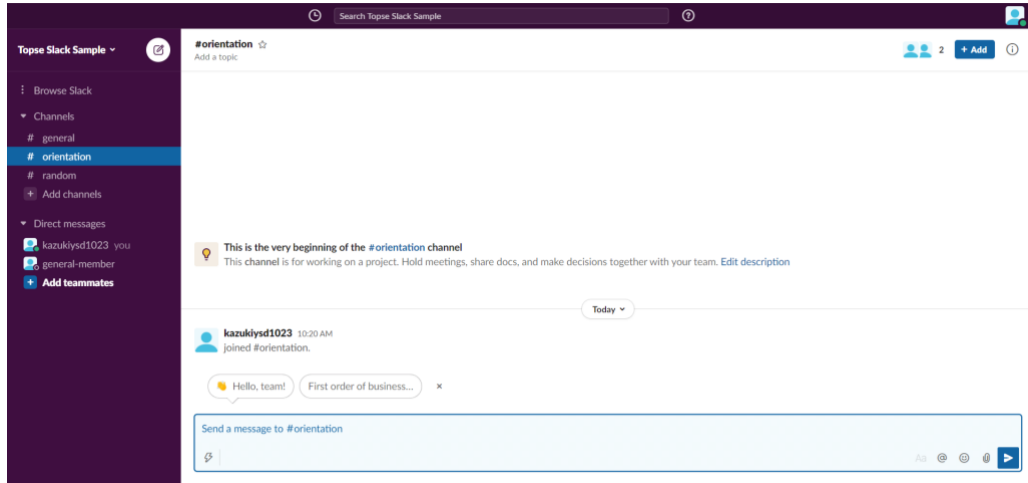 Search Topse Slack Sample
Topse Slack Sample
Browse Slack
Channels
# general
# orientation
# random
+ Add channels
Direct messages
kazukiysd1023 you
general-member
+ Add teammates
#orientation
Add a topic
2
+ Add
This is the very beginning of the #orientation channel
This channel is for working on a project. Hold meetings, share docs, and make decisions together with your team. Edit description
Today
kazukiysd1023 10:20 AM
joined #orientation.
Hello, team! First order of business... ×
Send a message to #orientation
Aa @